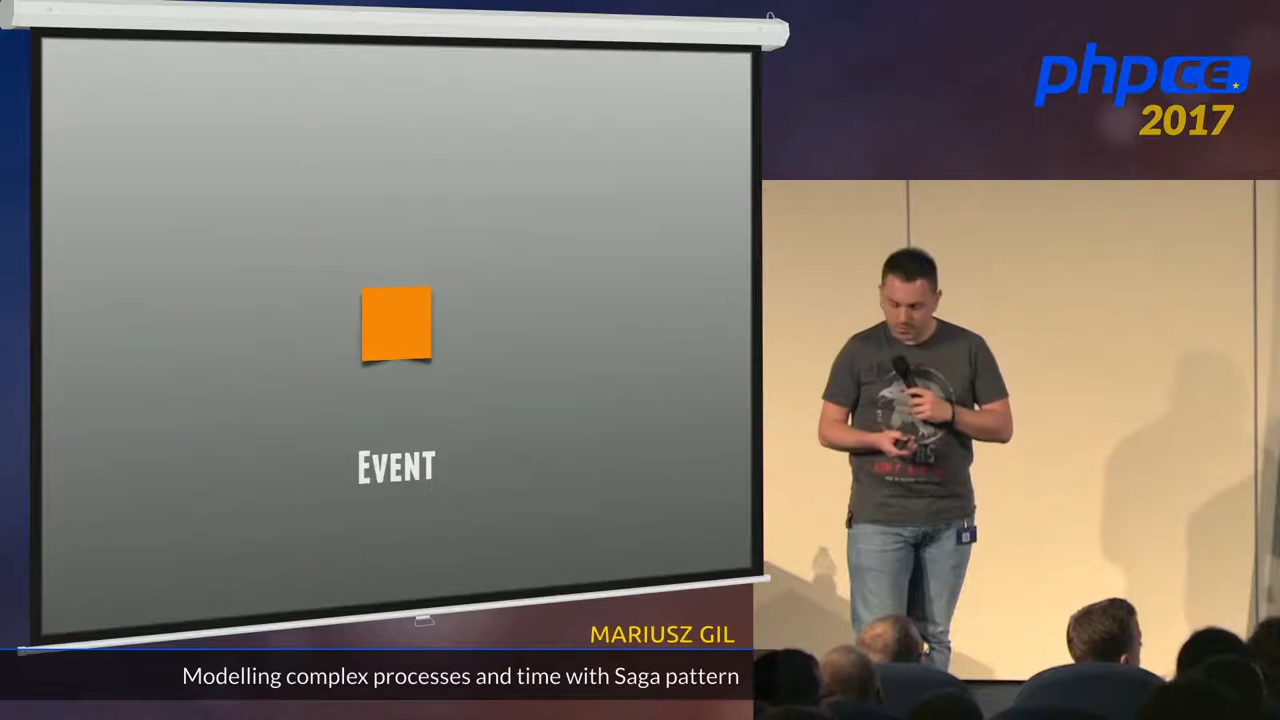 phpCE
2017
EVENT
MARIUSZ GIL
Modelling complex processes and time with Saga pattern